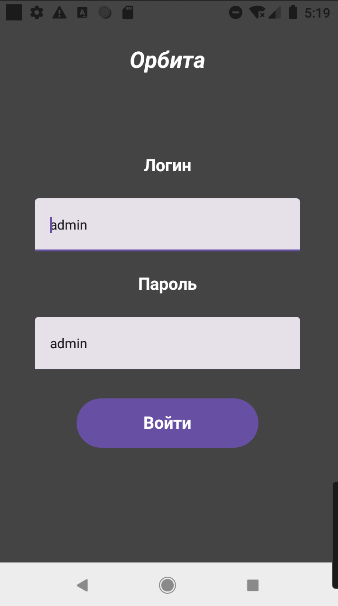 5:19
Орбита
Логин
admin
Пароль
admin
Войти